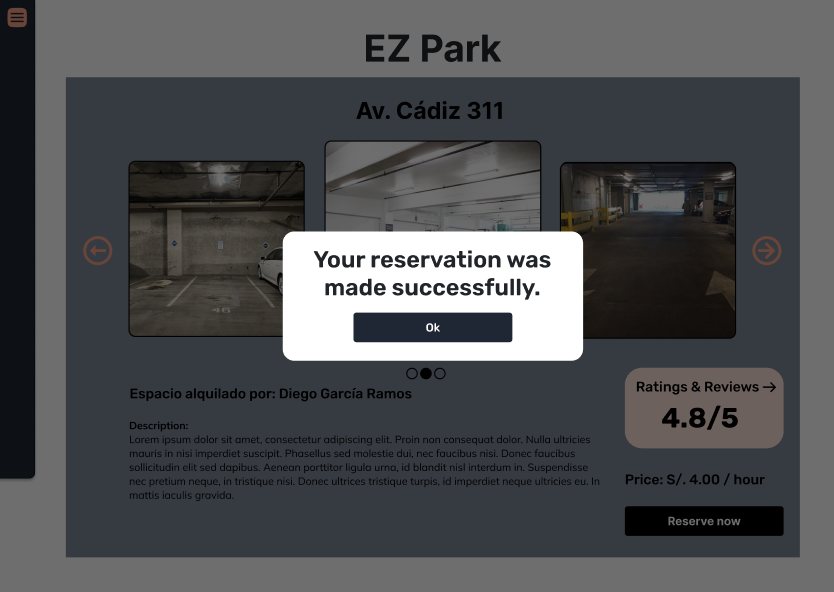 EZ Park
Av. Cádiz 311
Your reservation was
made successfully.
Ok
Espacio alquilado por: Diego García Ramos
Description:
Lorem ipsum dolor sit amet, consectetur adipiscing elit. Proin non consequat dolor. Nulla ultricies
mauris in nisi imperdiet suscipit. Phasellus sed molestie dui, nec faucibus nisi. Donec faucibus
sollicitudin elit sed dapibus. Aenean porttitor ligula urna, id blandit nisl interdum in. Suspendisse
nec pretium neque, in tristique nisi. Donec ultrices tristique turpis, id imperdiet neque ultricies eu. In
mattis iaculis gravida.
Ratings & Reviews →
4.8/5
Price: S/. 4.00 / hour
Reserve now